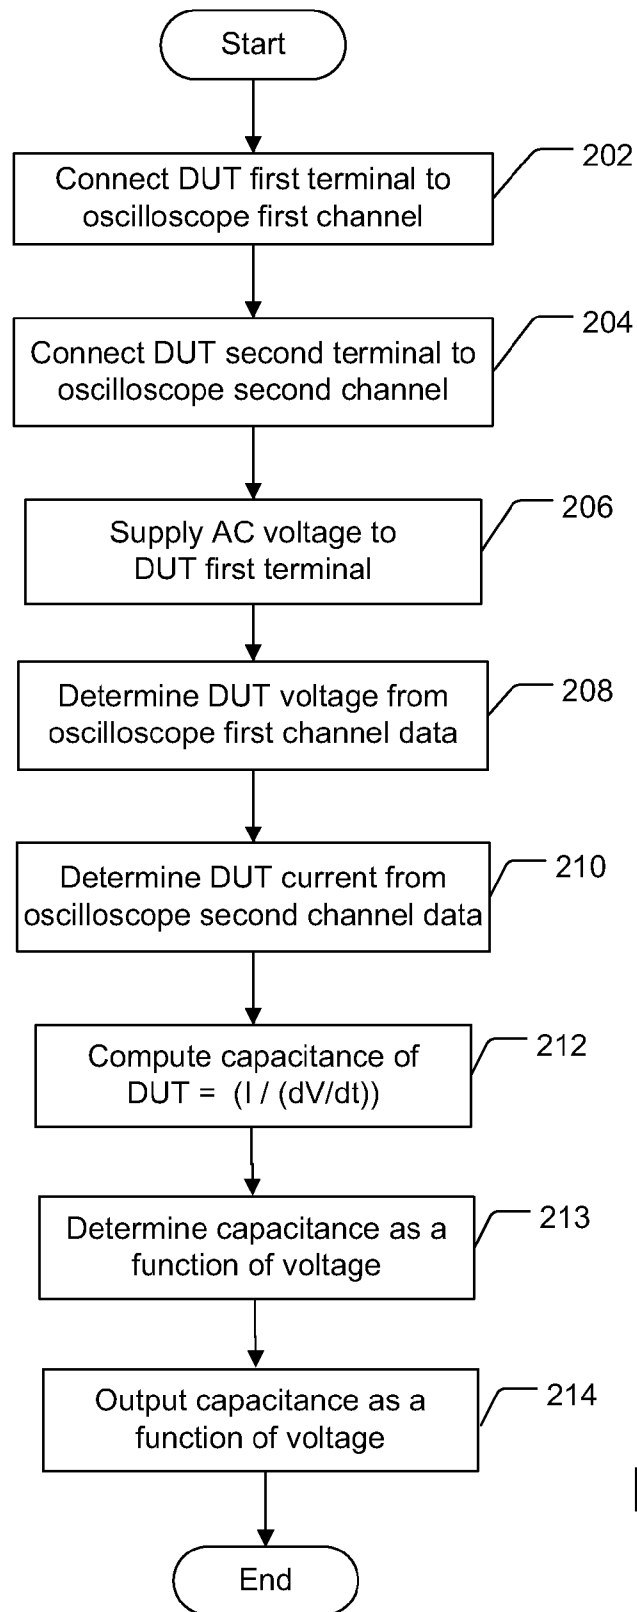 Start
202
Connect DUT first terminal to
oscilloscope first channel
204
Connect DUT second terminal to
oscilloscope second channel
206
Supply AC voltage to
DUT first terminal
208
Determine DUT voltage from
oscilloscope first channel data
210
Determine DUT current from
oscilloscope second channel data
212
Compute capacitance of
DUT = (I / (dV/dt))
213
Determine capacitance as a
function of voltage
214
Output capacitance as a
function of voltage
End